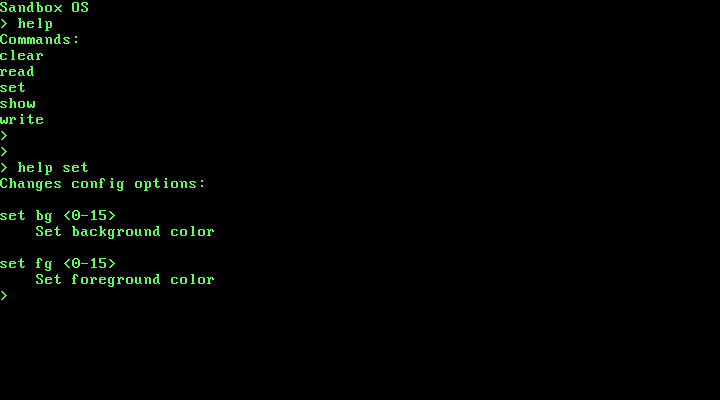 Sandbox OS
> help
Commands:
clear
read
set
show
write
>
>
> help set
Changes config options:

set bg <0-15>
    Set background color

set fg <0-15>
    Set foreground color
>